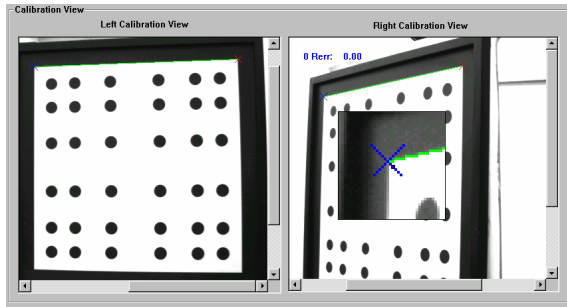 Calibration View
Left Calibration View
Right Calibration View
0 Rerr: 0.00